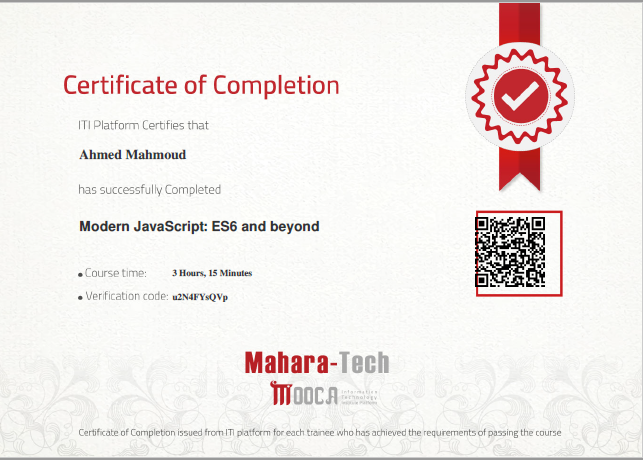 Certificate of Completion
ITI Platform Certifies that
Ahmed Mahmoud
has successfully Completed
Modern JavaScript: ES6 and beyond
Course time: 3 Hours, 15 Minutes
Verification code: u2N4FYsQVp
Mahara-Tech
MOOCA Information Technology
Certificate of Completion issued from ITI platform for each trainee who has achieved the requirements of passing the course